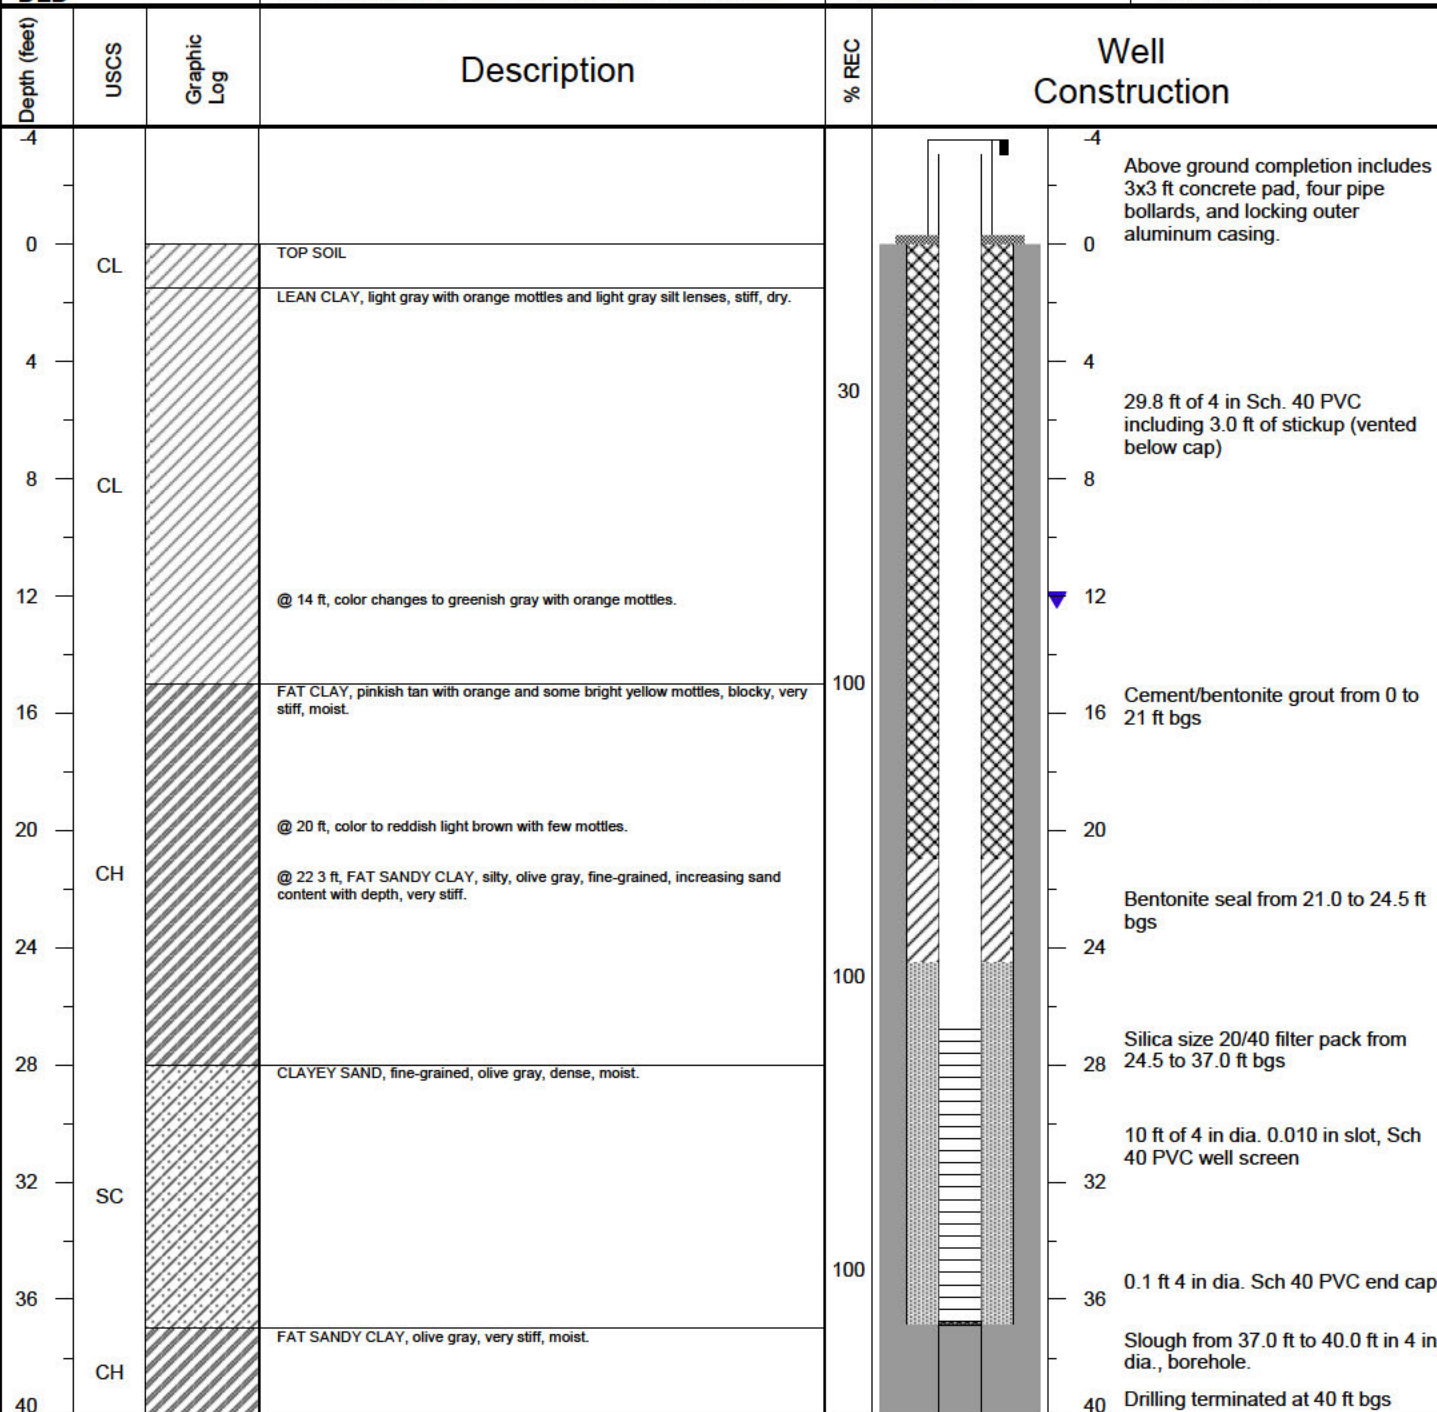 Depth (feet)
USCS
Graphic
Log
Description
% REC
Well
Construction
-4
-4
Above ground completion includes
3x3 ft concrete pad, four pipe
bollards, and locking outer
aluminum casing.
0
CL
TOP SOIL
0
LEAN CLAY, light gray with orange mottles and light gray silt lenses, stiff, dry.
4
4
30
29.8 ft of 4 in Sch. 40 PVC
including 3.0 ft of stickup (vented
below cap)
8
CL
8
12
@ 14 ft, color changes to greenish gray with orange mottles.
12
FAT CLAY, pinkish tan with orange and some bright yellow mottles, blocky, very
stiff, moist.
100
16
16
Cement/bentonite grout from 0 to
21 ft bgs
20
@ 20 ft, color to reddish light brown with few mottles.
20
CH
@ 22 3 ft, FAT SANDY CLAY, silty, olive gray, fine-grained, increasing sand
content with depth, very stiff.
Bentonite seal from 21.0 to 24.5 ft
bgs
24
24
100
Silica size 20/40 filter pack from
24.5 to 37.0 ft bgs
28
28
CLAYEY SAND, fine-grained, olive gray, dense, moist.
10 ft of 4 in dia. 0.010 in slot, Sch
40 PVC well screen
32
SC
32
100
0.1 ft 4 in dia. Sch 40 PVC end cap
36
36
FAT SANDY CLAY, olive gray, very stiff, moist.
Slough from 37.0 ft to 40.0 ft in 4 in
dia., borehole.
CH
40
40
Drilling terminated at 40 ft bgs